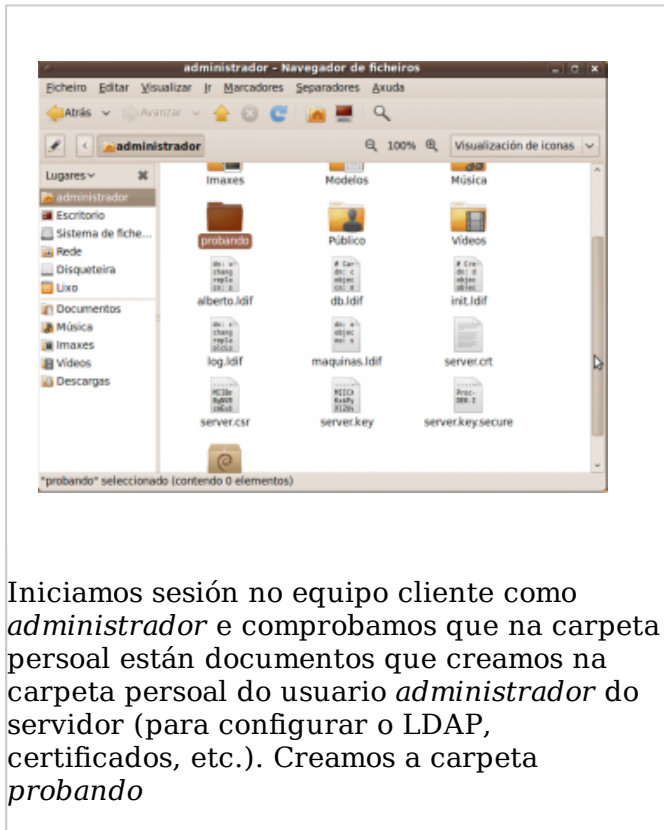 administrador - Navegador de ficheiros
Ficheiro Editar Visualizar Ir Marcadores Separadores Axuda
Atrás Avanzar
administrador 100% Visualización de iconas
Lugares
administrador
Escritorio
Sistema de fiche...
Rede
Disqueteira
Lixo
Documentos
Música
Imaxes
Vídeos
Descargas
Imaxes Modelos Música
probando Público Vídeos
alberto.ldif db.ldif init.ldif
log.ldif maquinas.ldif server.crt
server.csr server.key server.key.secure
"probando" seleccionado (contendo 0 elementos)
Iniciamos sesión no equipo cliente como
administrador e comprobamos que na carpeta
persoal están documentos que creamos na
carpeta persoal do usuario administrador do
servidor (para configurar o LDAP,
certificados, etc.). Creamos a carpeta
probando